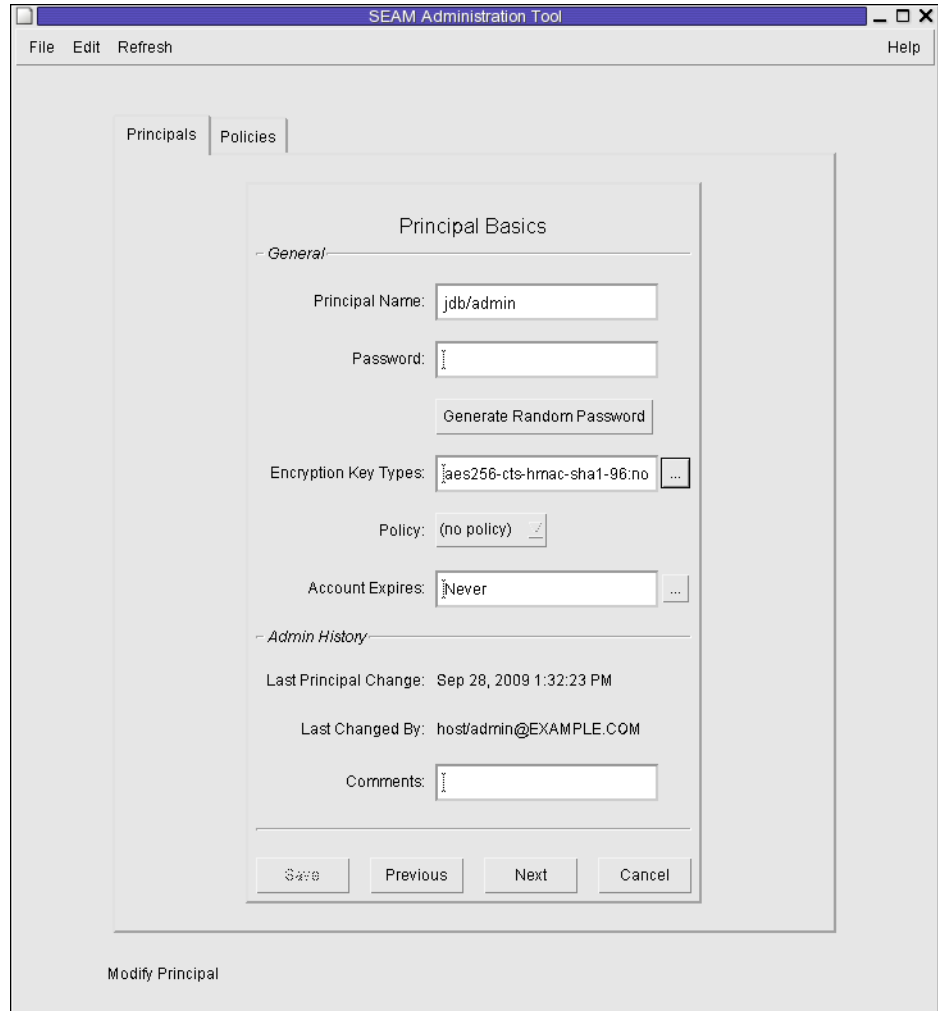 SEAM Administration Tool
File Edit Refresh Help
Principals Policies
Principal Basics
General
Principal Name: jdb/admin
Password:
Generate Random Password
Encryption Key Types: aes256-cts-hmac-sha1-96:no ...
Policy: (no policy)
Account Expires: Never ...
Admin History
Last Principal Change: Sep 28, 2009 1:32:23 PM
Last Changed By: host/admin@EXAMPLE.COM
Comments:
Save Previous Next Cancel
Modify Principal